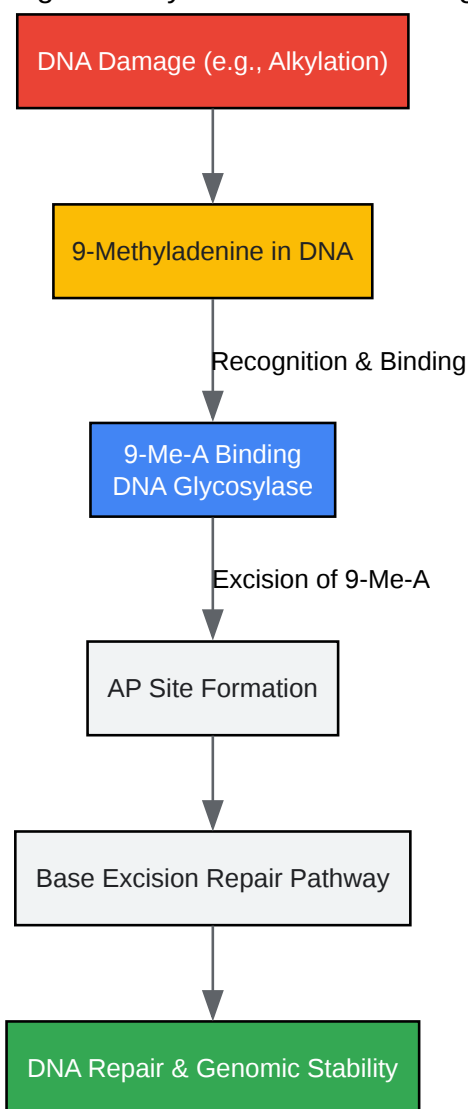 DNA Damage (e.g., Alkylation)
9-Methyladenine in DNA
Recognition & Binding
9-Me-A Binding
DNA Glycosylase
Excision of 9-Me-A
AP Site Formation
Base Excision Repair Pathway
DNA Repair & Genomic Stability